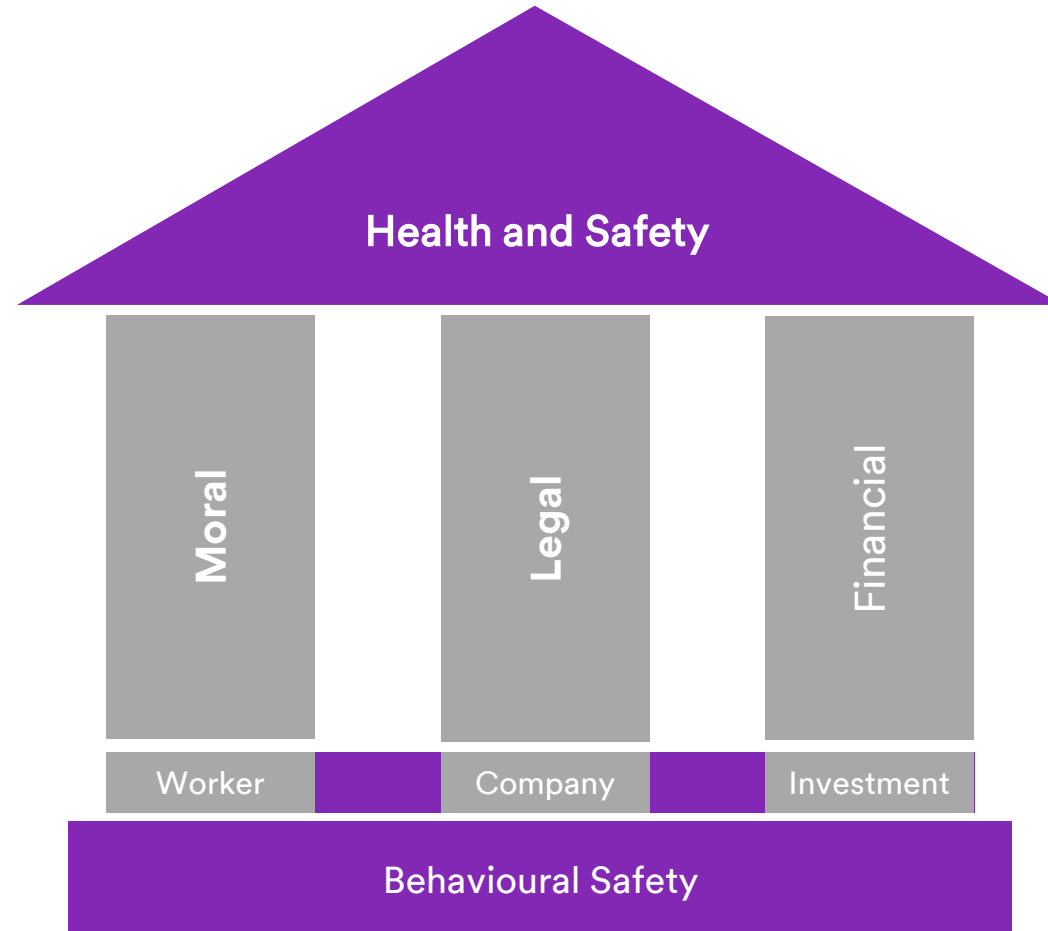 Health and Safety
Moral
Legal
Financial
Worker
Company
Investment
Behavioural Safety